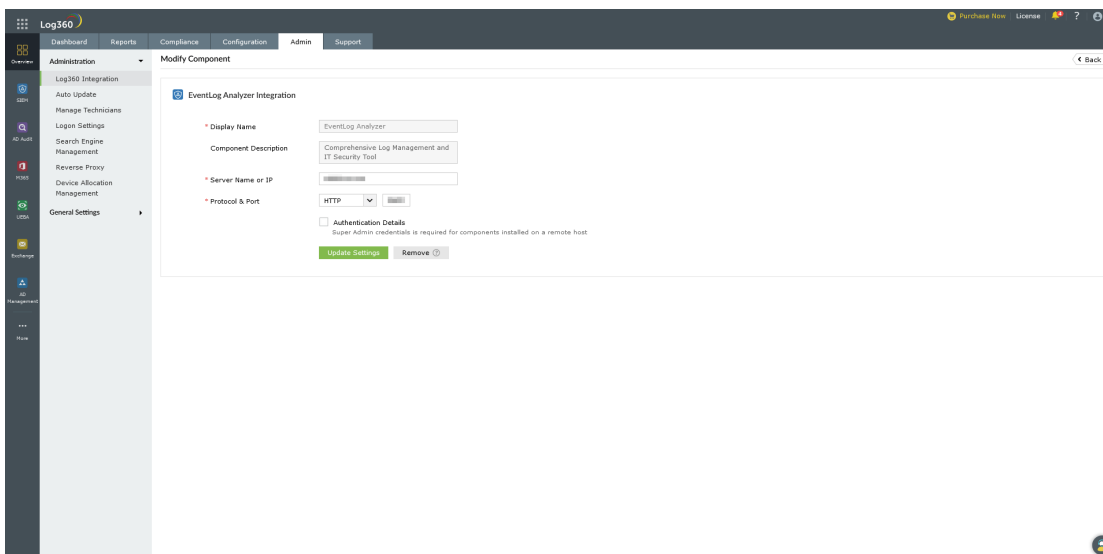 Log360
Purchase Now
License
4
?
Dashboard
Reports
Compliance
Configuration
Admin
Support
Overview
SIEM
AD Audit
M365
UEBA
Exchange
AD
Management
More
Administration
Log360 Integration
Auto Update
Manage Technicians
Logon Settings
Search Engine
Management
Reverse Proxy
Device Allocation
Management
General Settings
Modify Component
Back
EventLog Analyzer Integration
* Display Name
EventLog Analyzer
Component Description
Comprehensive Log Management and
IT Security Tool
* Server Name or IP
* Protocol & Port
HTTP
Authentication Details
Super Admin credentials is required for components installed on a remote host
Update Settings
Remove ?